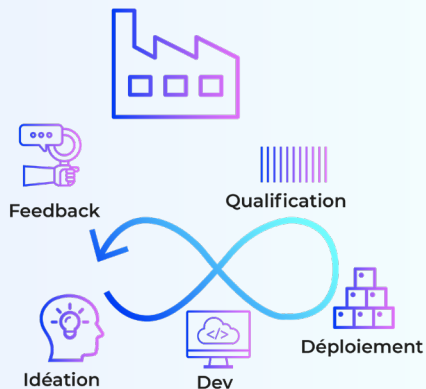 Feedback
Qualification
</>
Déploiement
Idéation
Dev